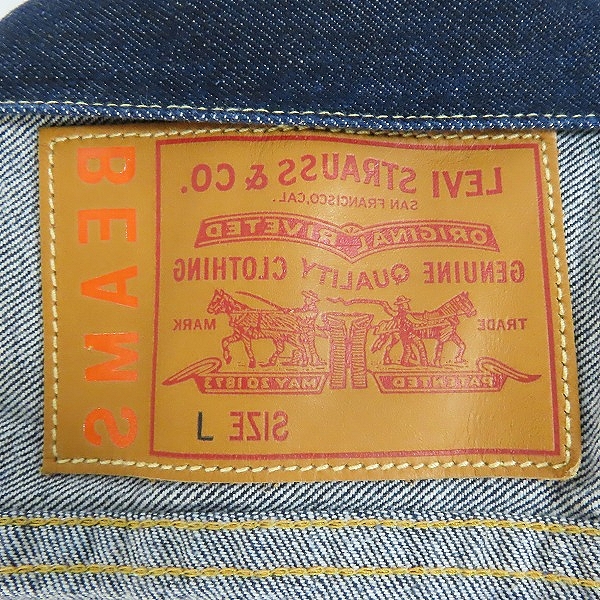 LEVI STRAUSS & CO.
SAN FRANCISCO, CAL.
ORIGINAL RIVETED
GENUINE QUALITY CLOTHING
TRADE MARK
PATENTED MAY 20 1873
SIZE L
BEAMS